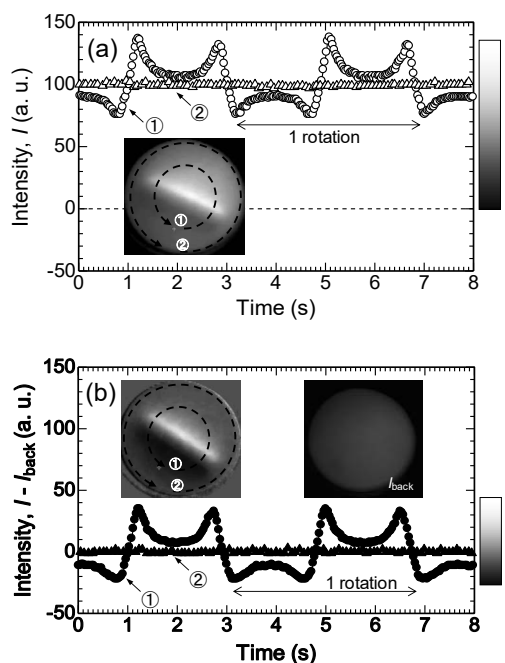 (a)
Intensity, I (a. u.)
150
100
50
0
-50
① ②
1 rotation
①
②
0 1 2 3 4 5 6 7 8
Time (s)
(b)
Intensity, I - Iback (a. u.)
150
100
50
0
-50
①
②
Iback
② ①
1 rotation
0 1 2 3 4 5 6 7 8
Time (s)